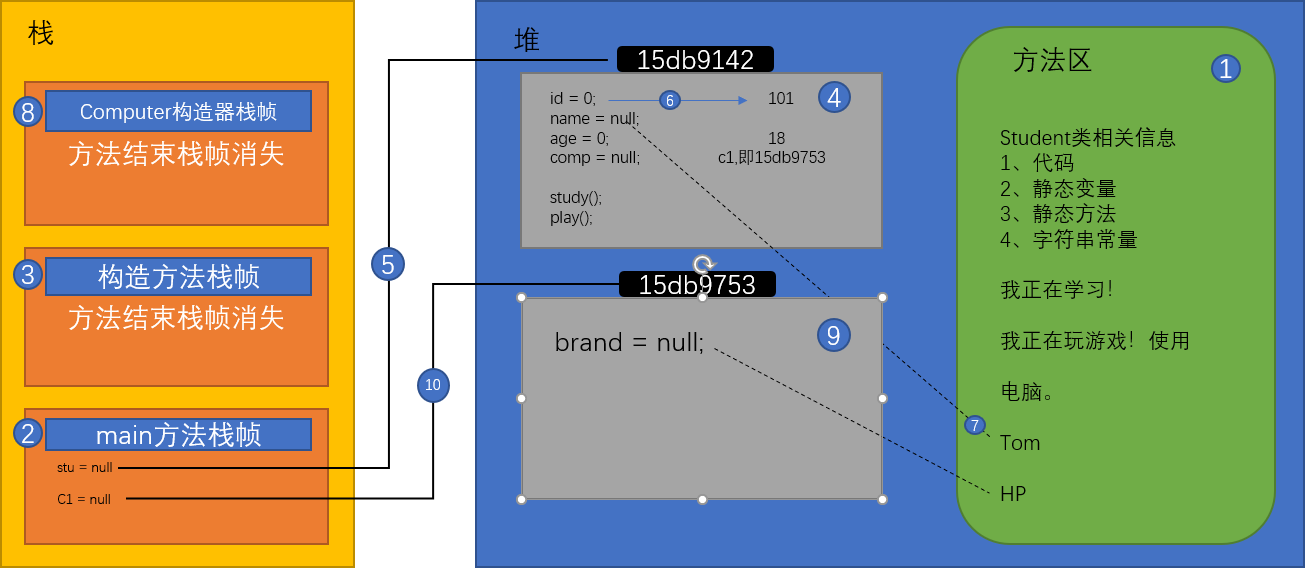 栈
8
Computer构造器栈帧
方法结束栈帧消失
3
构造方法栈帧
方法结束栈帧消失
2
main方法栈帧
stu = null
C1 = null
5
10
堆
15db9142
4
id = 0;
6
101
name = null;
age = 0;
18
comp = null;
c1,即15db9753
study();
play();
15db9753
9
brand = null;
方法区
1
Student类相关信息
1、代码
2、静态变量
3、静态方法
4、字符串常量
我正在学习！
我正在玩游戏！使用
电脑。
7
Tom
HP